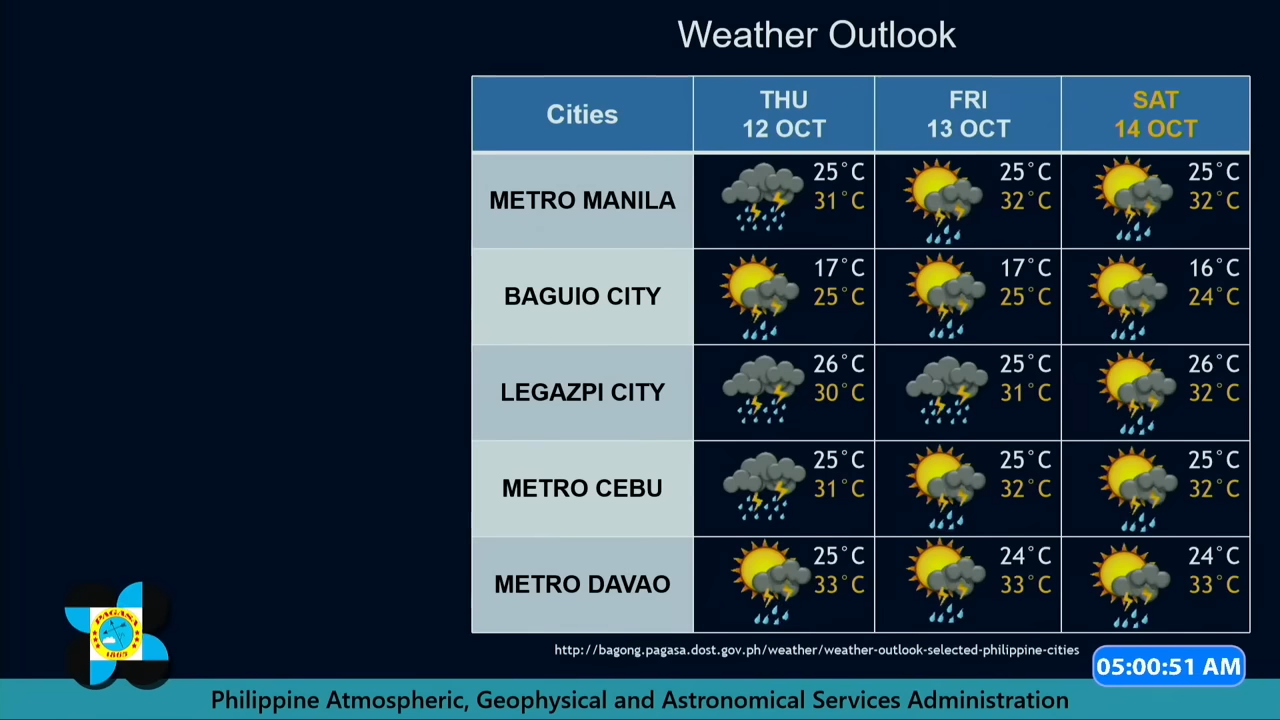 Weather Outlook
Cities
THU
12 OCT
FRI
13 OCT
SAT
14 OCT
METRO MANILA
25°C
31°C
25°C
32°C
25°C
32°C
BAGUIO CITY
17°C
25°C
17°C
25°C
16°C
24°C
LEGAZPI CITY
26°C
30°C
25°C
31°C
26°C
32°C
METRO CEBU
25°C
31°C
25°C
32°C
25°C
32°C
METRO DAVAO
25°C
33°C
24°C
33°C
24°C
33°C
PAGASA
1865
http://bagong.pagasa.dost.gov.ph/weather/weather-outlook-selected-philippine-cities
05:00:51 AM
Philippine Atmospheric, Geophysical and Astronomical Services Administration